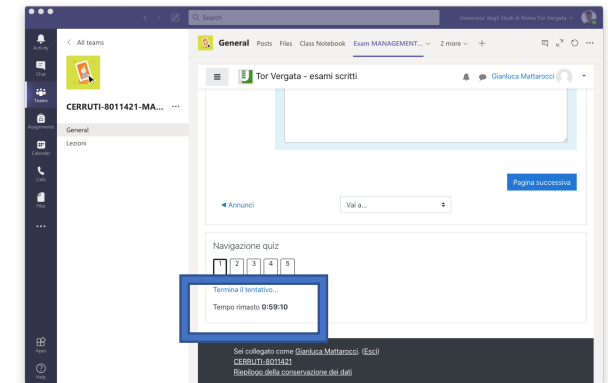 Search
Universita' degli Studi di Roma Tor Vergata
Activity
Chat
Teams
Assignments
Calendar
Calls
Files
Apps
Help
All teams
CERRUTI-8011421-MA... ...
General
Lezioni
General Posts Files Class Notebook Exam MANAGEMENT... 2 more +
Tor Vergata - esami scritti
Gianluca Mattarocci
Pagina successiva
◄ Annunci
Vai a...
Navigazione quiz
1 2 3 4 5
Termina il tentativo...
Tempo rimasto 0:59:10
Sei collegato come Gianluca Mattarocci. (Esci)
CERRUTI-8011421
Riepilogo della conservazione dei dati